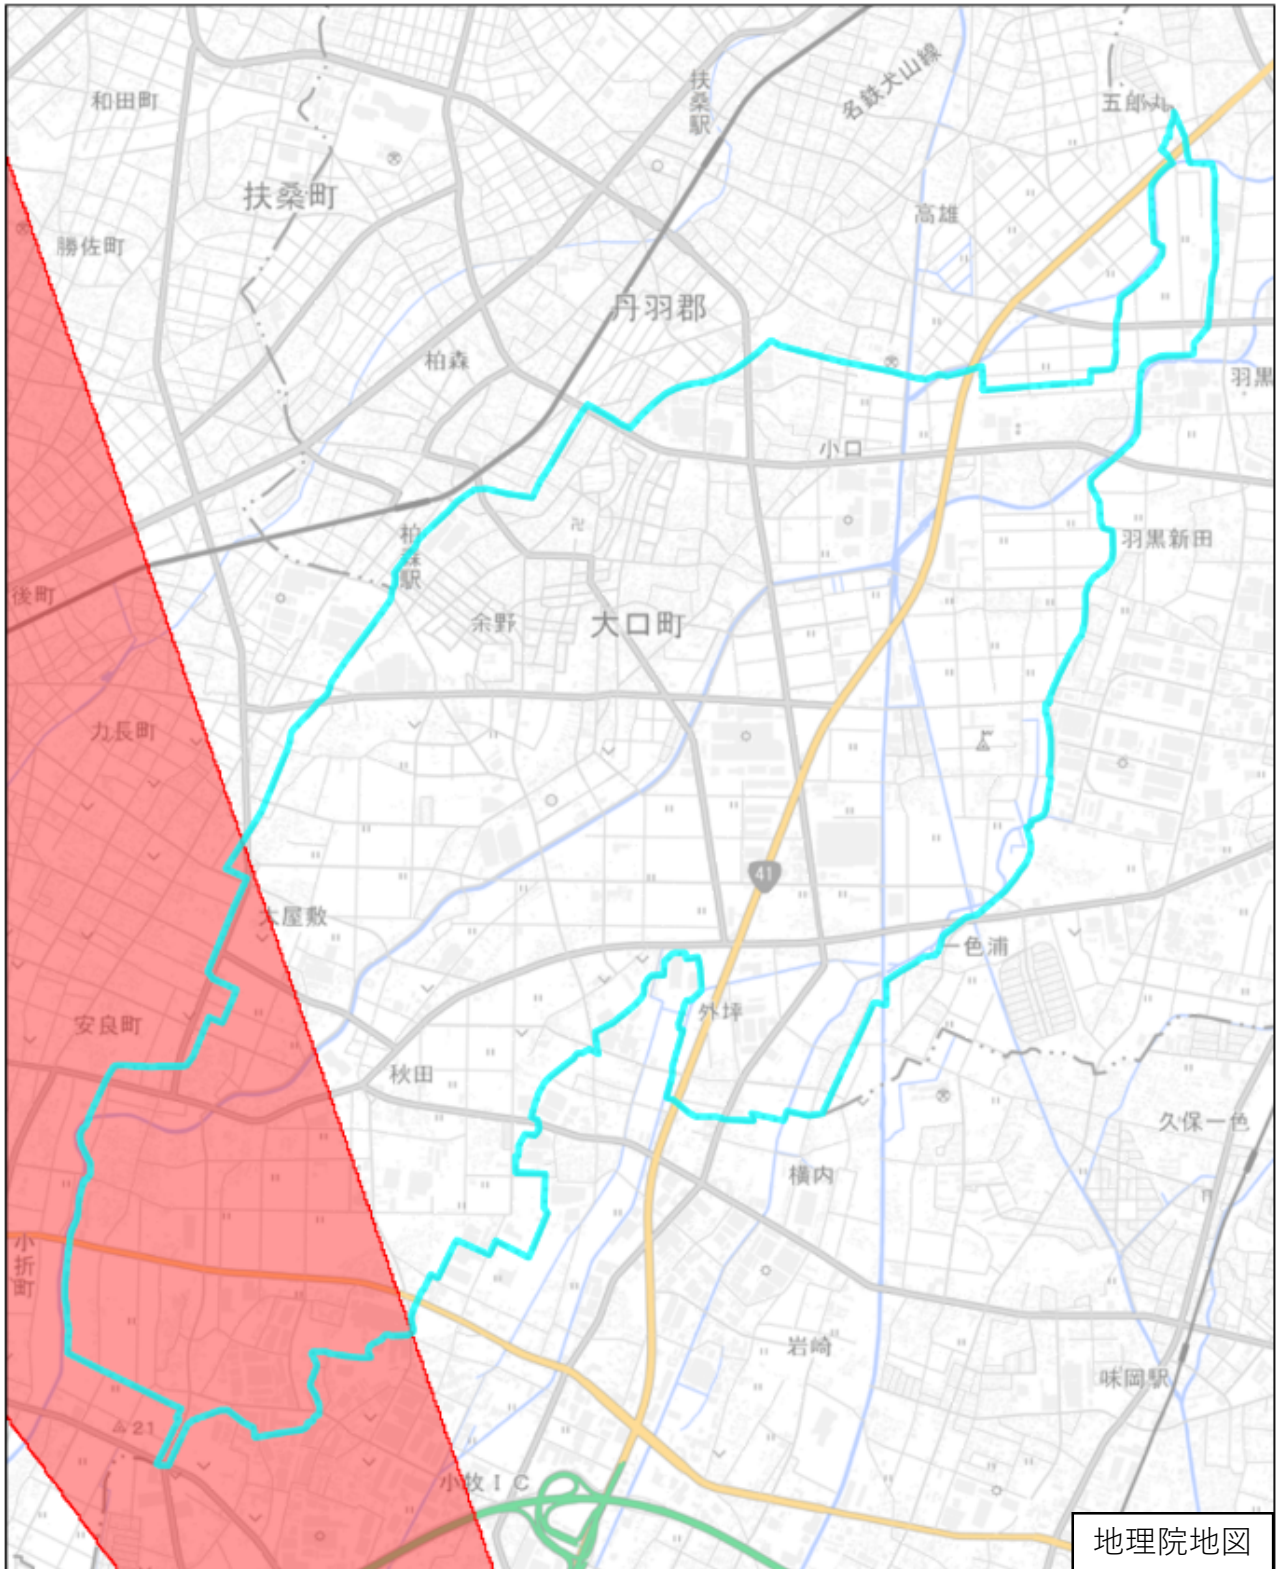 和田町
扶桑駅
名鉄犬山線
五郎丸
扶桑町
高雄
勝佐町
丹羽郡
柏森
羽黒
小口
柏森駅
羽黒新田
後町
余野
大口町
力長町
41
大屋敷
一色浦
安良町
外坪
秋田
久保一色
横内
小折町
岩崎
味岡駅
21
小牧IC
地理院地図